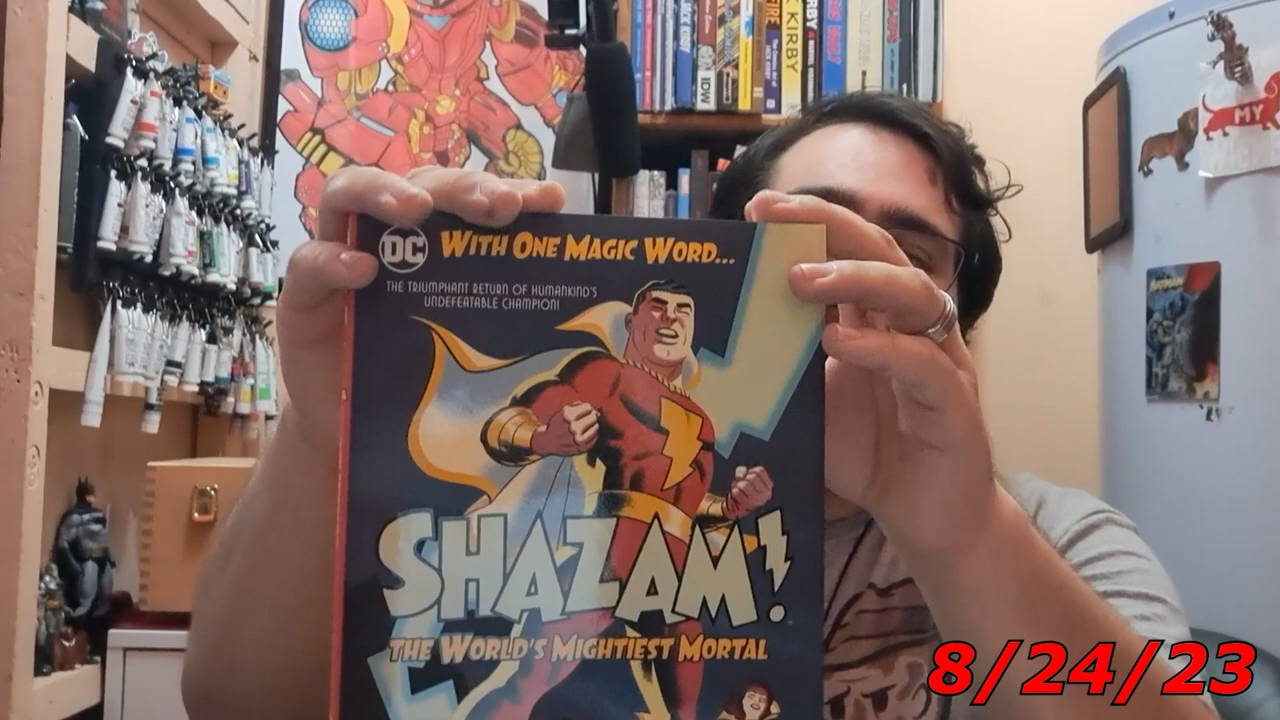 KIRBY
IDW
MY
DC
WITH ONE MAGIC WORD...
THE TRIUMPHANT RETURN OF HUMANKIND'S
UNDEFEATABLE CHAMPION!
SHAZAM!
THE WORLD'S MIGHTIEST MORTAL
8/24/23